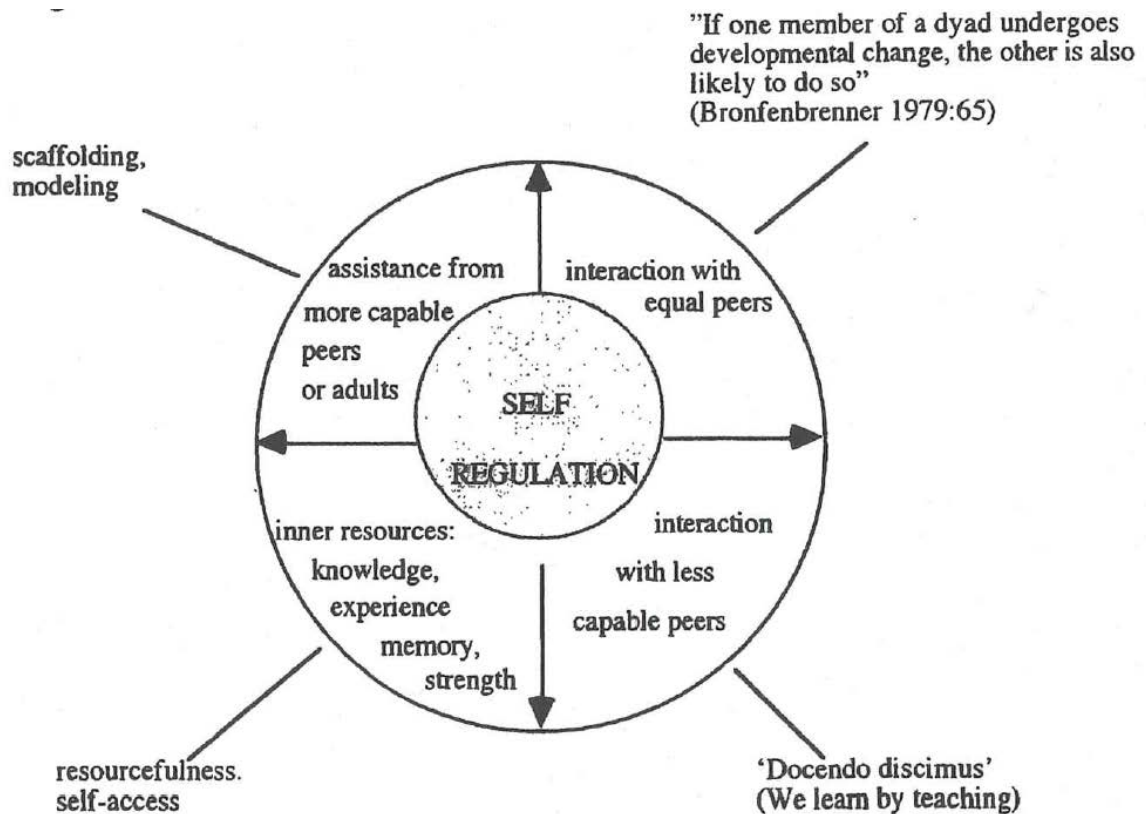 "If one member of a dyad undergoes
developmental change, the other is also
likely to do so"
(Bronfenbrenner 1979:65)
scaffolding,
modeling
assistance from
more capable
peers
or adults
interaction with
equal peers
SELF
REGULATION
inner resources:
knowledge,
experience
memory,
strength
interaction
with less
capable peers
resourcefulness.
self-access
‘Docendo discimus’
(We learn by teaching)